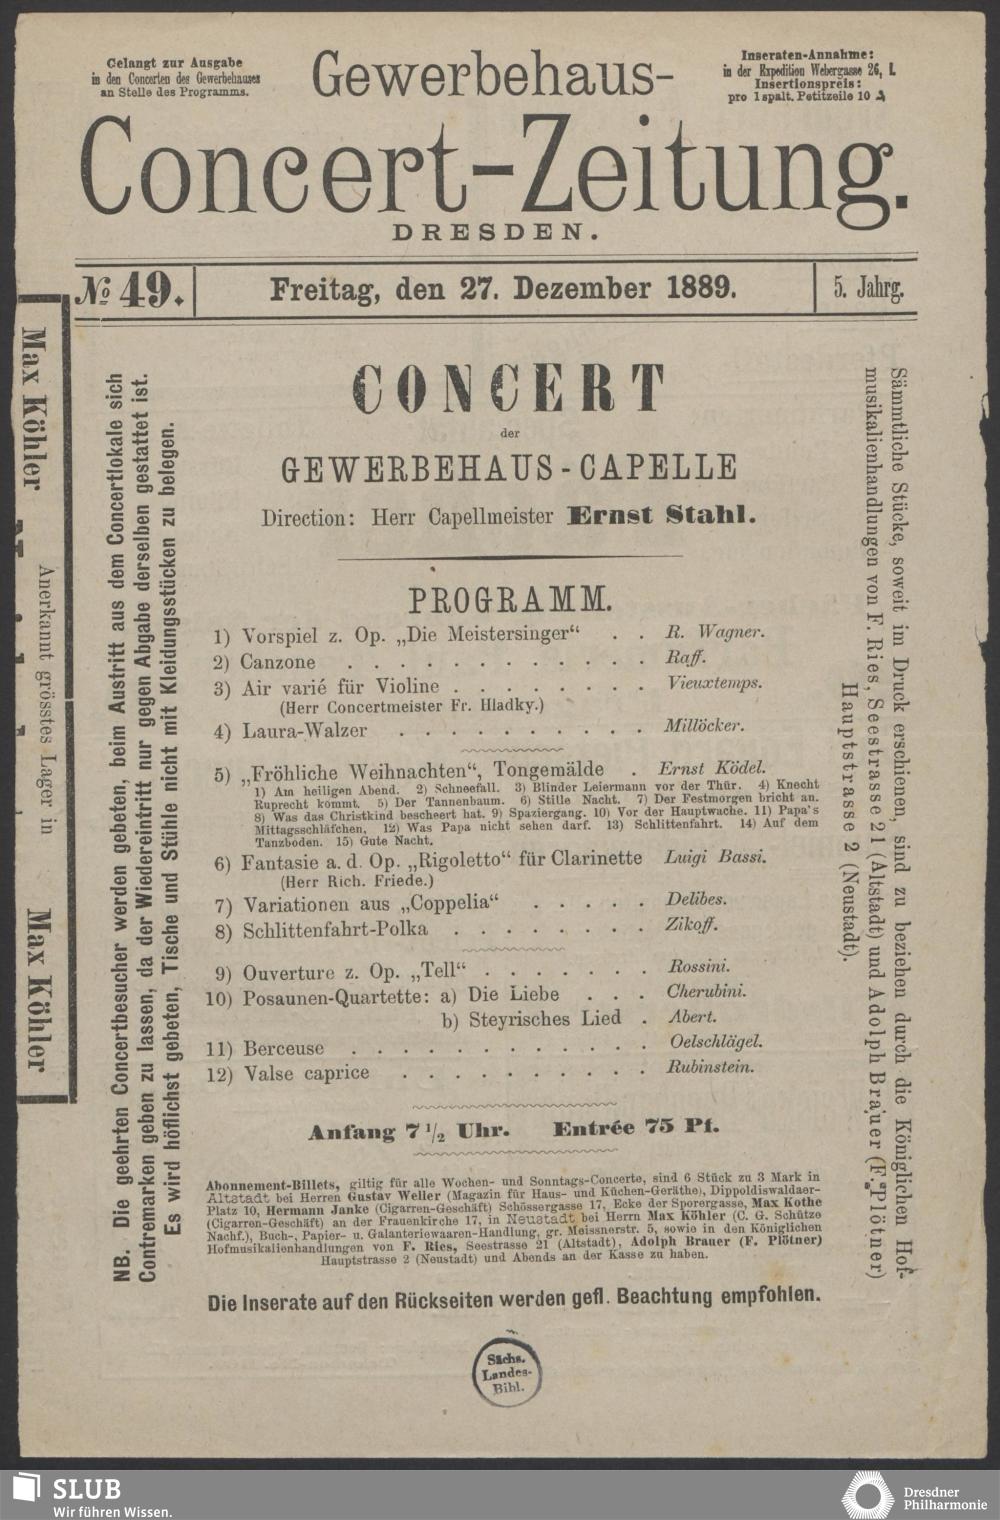 Gelangt zur Ausgabe
in den Concerten des Gewerbehauses
an Stelle des Programms.
Gewerbehaus-
Inseraten-Annahme:
in der Expedition Webergasse 26, I.
Insertionspreis:
pro 1spalt. Petitzeile 10 ₰
Concert-Zeitung.
DRESDEN.
№ 49.
Freitag, den 27. Dezember 1889.
5. Jahrg.
Max Köhler
Anerkannt grösstes Lager in
Max Köhler
NB. Die geehrten Concertbesucher werden gebeten, beim Austritt aus dem Concertlokale sich
Contremarken geben zu lassen, da der Wiedereintritt nur gegen Abgabe derselben gestattet ist.
Es wird höflichst gebeten, Tische und Stühle nicht mit Kleidungsstücken zu belegen.
CONCERT
der
GEWERBEHAUS-CAPELLE
Direction: Herr Capellmeister Ernst Stahl.
PROGRAMM.
1) Vorspiel z. Op. „Die Meistersinger“ . . R. Wagner.
2) Canzone . . . . . . . . . . . . Raff.
3) Air varié für Violine . . . . . . . . Vieuxtemps.
(Herr Concertmeister Fr. Hladky.)
4) Laura-Walzer . . . . . . . . . . Millöcker.
5) „Fröhliche Weihnachten“, Tongemälde . Ernst Ködel.
1) Am heiligen Abend. 2) Schneefall. 3) Blinder Leiermann vor der Thür. 4) Knecht
Ruprecht kommt. 5) Der Tannenbaum. 6) Stille Nacht. 7) Der Festmorgen bricht an.
8) Was das Christkind bescheert hat. 9) Spaziergang. 10) Vor der Hauptwache. 11) Papa's
Mittagsschläfchen. 12) Was Papa nicht sehen darf. 13) Schlittenfahrt. 14) Auf dem
Tanzboden. 15) Gute Nacht.
6) Fantasie a. d. Op. „Rigoletto“ für Clarinette Luigi Bassi.
(Herr Rich. Friede.)
7) Variationen aus „Coppelia“ . . . . . Delibes.
8) Schlittenfahrt-Polka . . . . . . . . Zikoff.
9) Ouverture z. Op. „Tell“ . . . . . . . Rossini.
10) Posaunen-Quartette: a) Die Liebe . . . Cherubini.
b) Steyrisches Lied . Abert.
11) Berceuse . . . . . . . . . . . . Oelschlägel.
12) Valse caprice . . . . . . . . . . Rubinstein.
Anfang 7 1/2 Uhr. Entrée 75 Pf.
Abonnement-Billets, giltig für alle Wochen- und Sonntags-Concerte, sind 6 Stück zu 3 Mark in
Altstadt bei Herren Gustav Weller (Magazin für Haus- und Küchen-Geräthe), Dippoldiswaldaer-
Platz 10, Hermann Janke (Cigarren-Geschäft) Schössergasse 17, Ecke der Sporergasse, Max Kothe
(Cigarren-Geschäft) an der Frauenkirche 17, in Neustadt bei Herrn Max Köhler (C. G. Schütze
Nachf.), Buch-, Papier- u. Galanteriewaaren-Handlung, gr. Meissnerstr. 5, sowie in den Königlichen
Hofmusikalienhandlungen von F. Ries, Seestrasse 21 (Altstadt), Adolph Brauer (F. Plötner)
Hauptstrasse 2 (Neustadt) und Abends an der Kasse zu haben.
Die Inserate auf den Rückseiten werden gefl. Beachtung empfohlen.
Sämmtliche Stücke, soweit im Druck erschienen, sind zu beziehen durch die Königlichen Hof-
musikalienhandlungen von F. Ries, Seestrasse 21 (Altstadt) und Adolph Brauer (F. Plötner)
Hauptstrasse 2 (Neustadt).
Sächs.
Landes-
Bibl.
SLUB
Wir führen Wissen.
Dresdner
Philharmonie